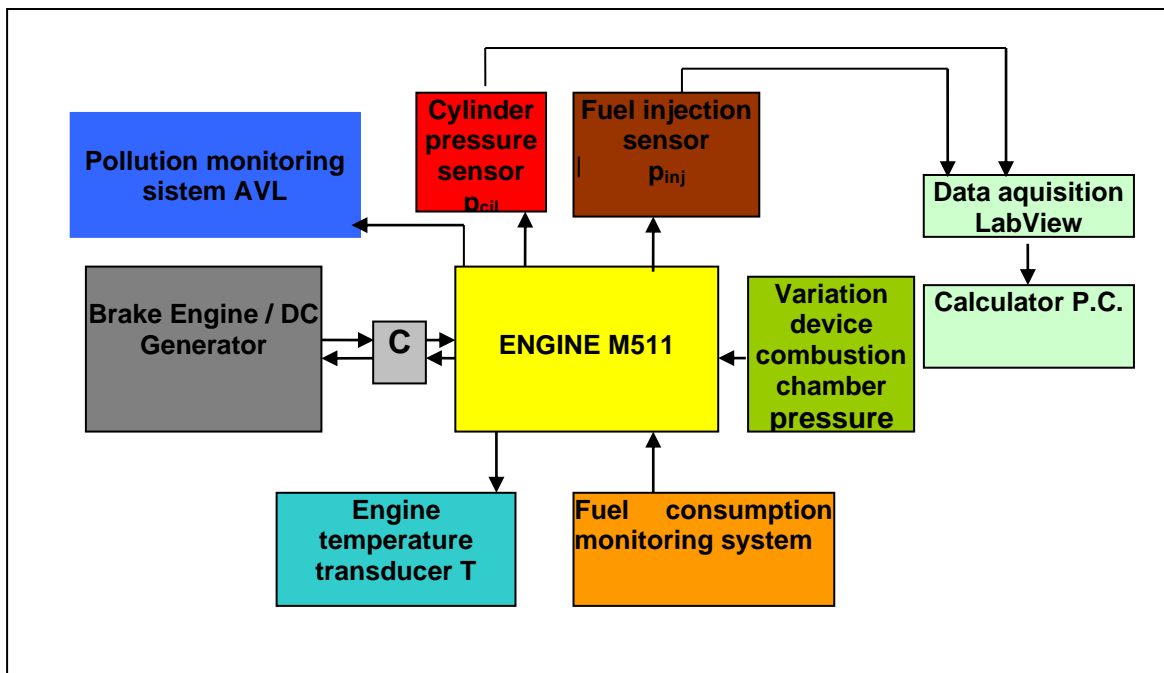 Cylinder
pressure
sensor
pcil
Fuel injection
sensor
pinj
Pollution monitoring
sistem AVL
Data aquisition
LabView
Brake Engine / DC
Generator
C
ENGINE M511
Variation
device
combustion
chamber
pressure
Calculator P.C.
Engine
temperature
transducer T
Fuel consumption
monitoring system